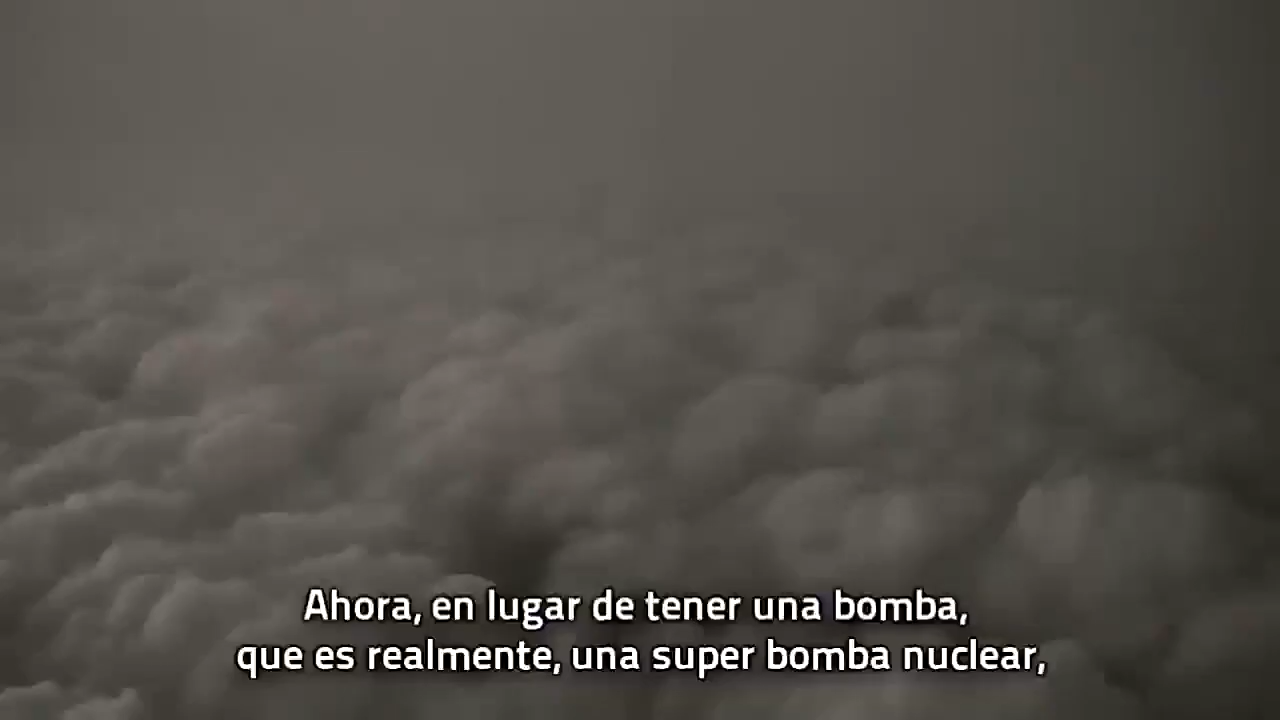 Ahora, en lugar de tener una bomba,
que es realmente, una super bomba nuclear,